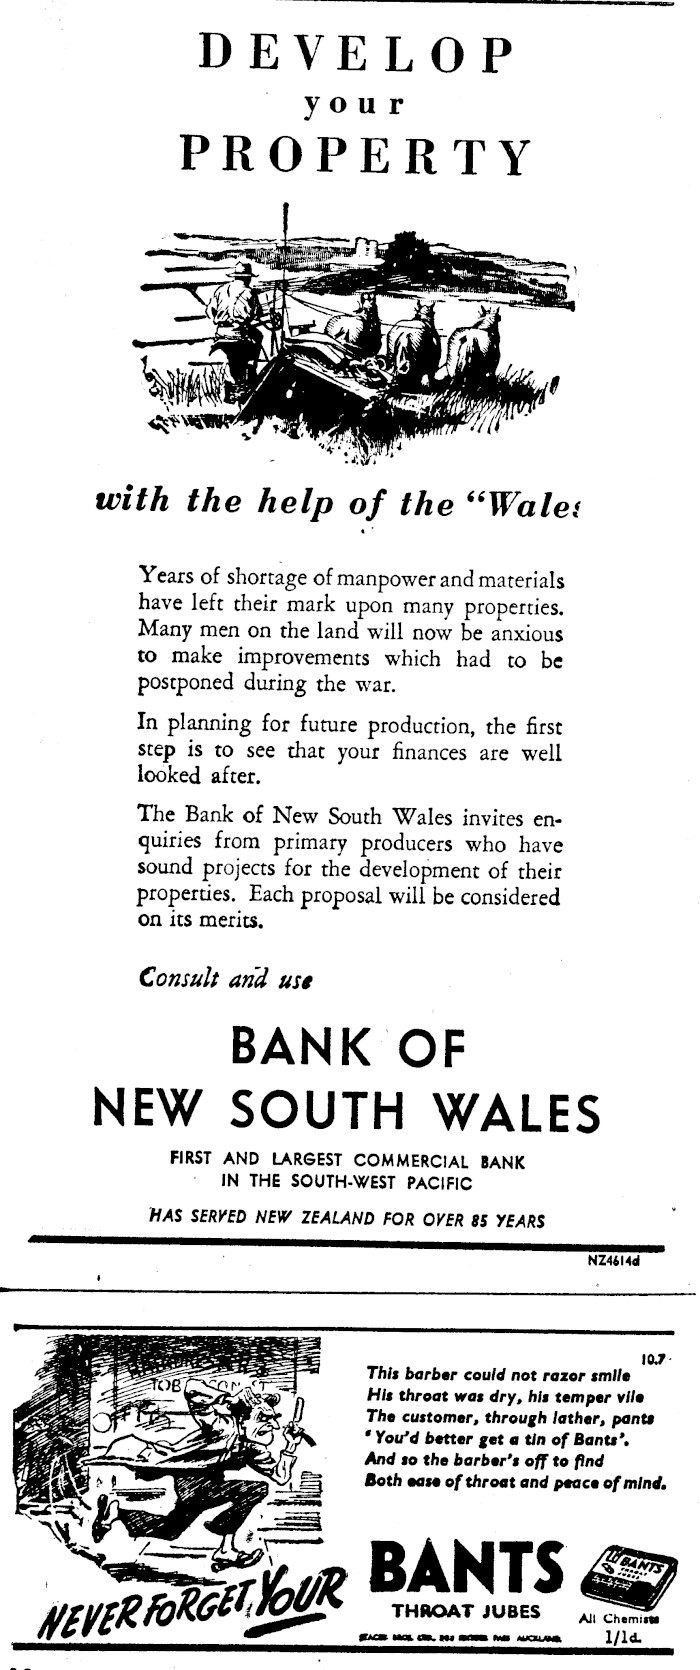 DEVELOP
your
PROPERTY
with the help of the “Wales
Years of shortage of manpower and materials
have left their mark upon many properties.
Many men on the land will now be anxious
to make improvements which had to be
postponed during the war.
In planning for future production, the first
step is to see that your finances are well
looked after.
The Bank of New South Wales invites en-
quiries from primary producers who have
sound projects for the development of their
properties. Each proposal will be considered
on its merits.
Consult and use
BANK OF
NEW SOUTH WALES
FIRST AND LARGEST COMMERCIAL BANK
IN THE SOUTH-WEST PACIFIC
HAS SERVED NEW ZEALAND FOR OVER 85 YEARS
NZ4614d
10.7
This barber could not razor smile
His throat was dry, his temper vile
The customer, through lather, pants
‘You’d better get a tin of Bants’.
And so the barber’s off to find
Both ease of throat and peace of mind.
NEVER FORGET YOUR
BANTS
THROAT JUBES
BANTS
All Chemists
1/1d.
AUCKLAND.